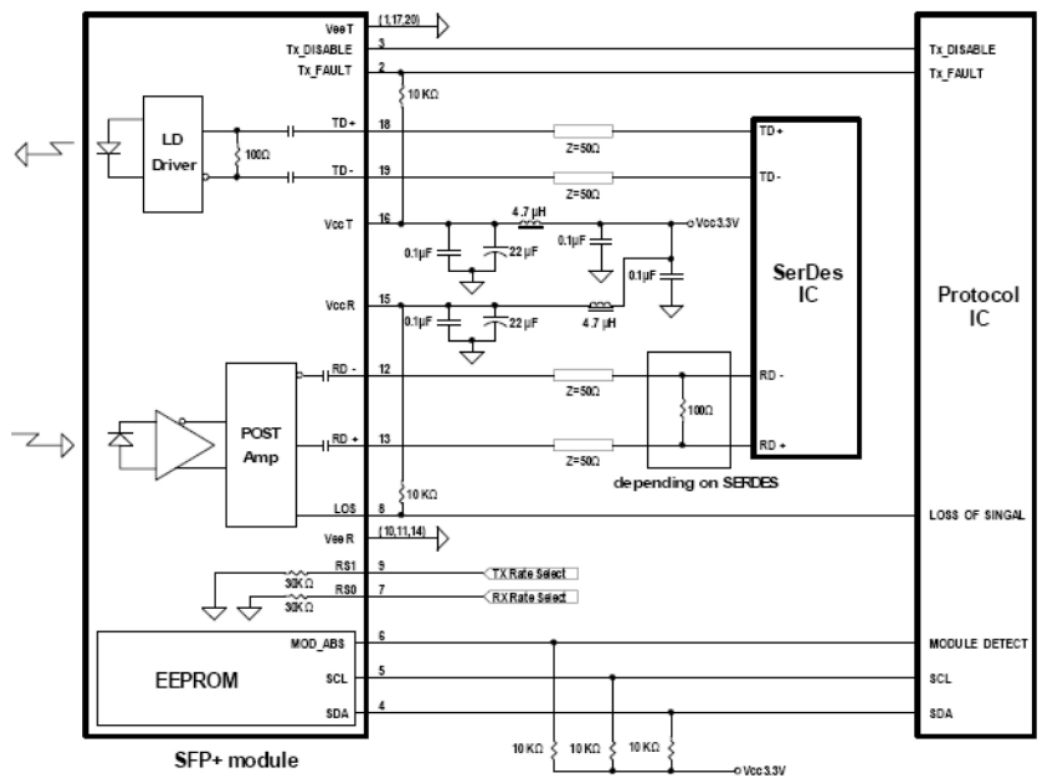 VeeT (1,17,20)
Tx_DISABLE 3 Tx_DISABLE
Tx_FAULT 2 Tx_FAULT
10 KΩ
LD
Driver
100Ω
TD+ 18 Z=50Ω TD+
TD- 19 Z=50Ω TD-
VccT 16 4.7 µH Vcc3.3V
0.1µF 22 µF 0.1µF
0.1µF
VccR 15 4.7 µH
0.1µF 22 µF
SerDes
IC
Protocol
IC
RD - 12 Z=50Ω RD -
100Ω
POST
Amp
RD + 13 Z=50Ω RD +
depending on SERDES
10 KΩ
LOS 8 LOSS OF SINGAL
VeeR (10,11,14)
RS1 9 TX Rate Select
30KΩ
RS0 7 RX Rate Select
30KΩ
MOD_ABS 6 MODULE DETECT
EEPROM
SCL 5 SCL
SDA 4 SDA
10 KΩ 10 KΩ 10 KΩ
Vcc3.3V
SFP+ module